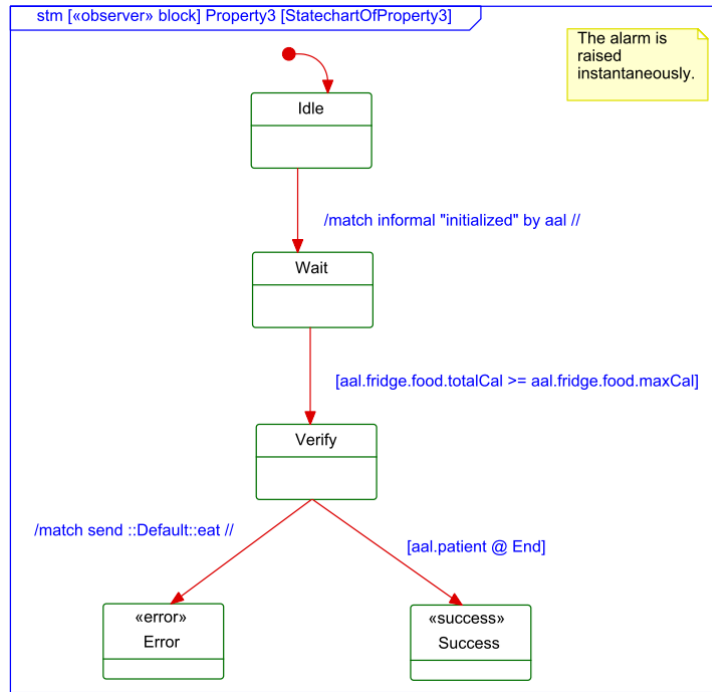 stm [«observer» block] Property3 [StatechartOfProperty3]
The alarm is
raised
instantaneously.
Idle
/match informal "initialized" by aal //
Wait
[aal.fridge.food.totalCal >= aal.fridge.food.maxCal]
Verify
/match send ::Default::eat //
[aal.patient @ End]
«error»
Error
«success»
Success